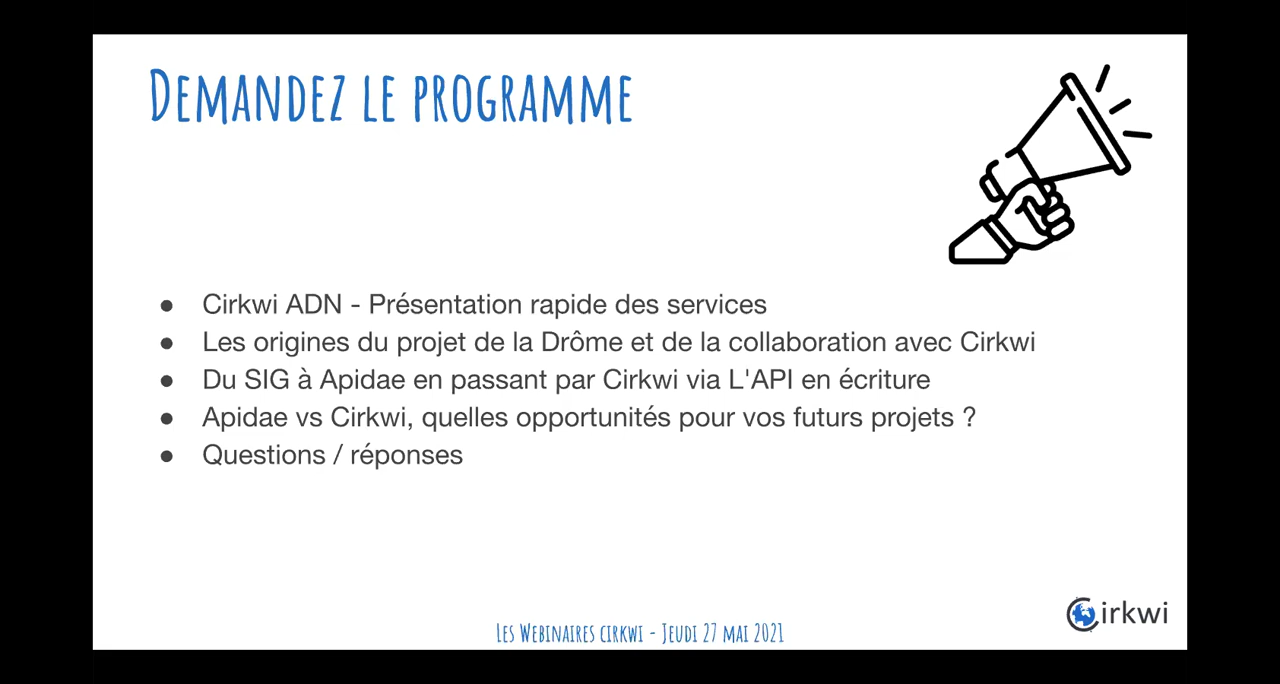 Demandez le programme
● Cirkwi ADN - Présentation rapide des services
● Les origines du projet de la Drôme et de la collaboration avec Cirkwi
● Du SIG à Apidae en passant par Cirkwi via L'API en écriture
● Apidae vs Cirkwi, quelles opportunités pour vos futurs projets ?
● Questions / réponses
Cirkwi
Les Webinaires cirkwi - Jeudi 27 mai 2021